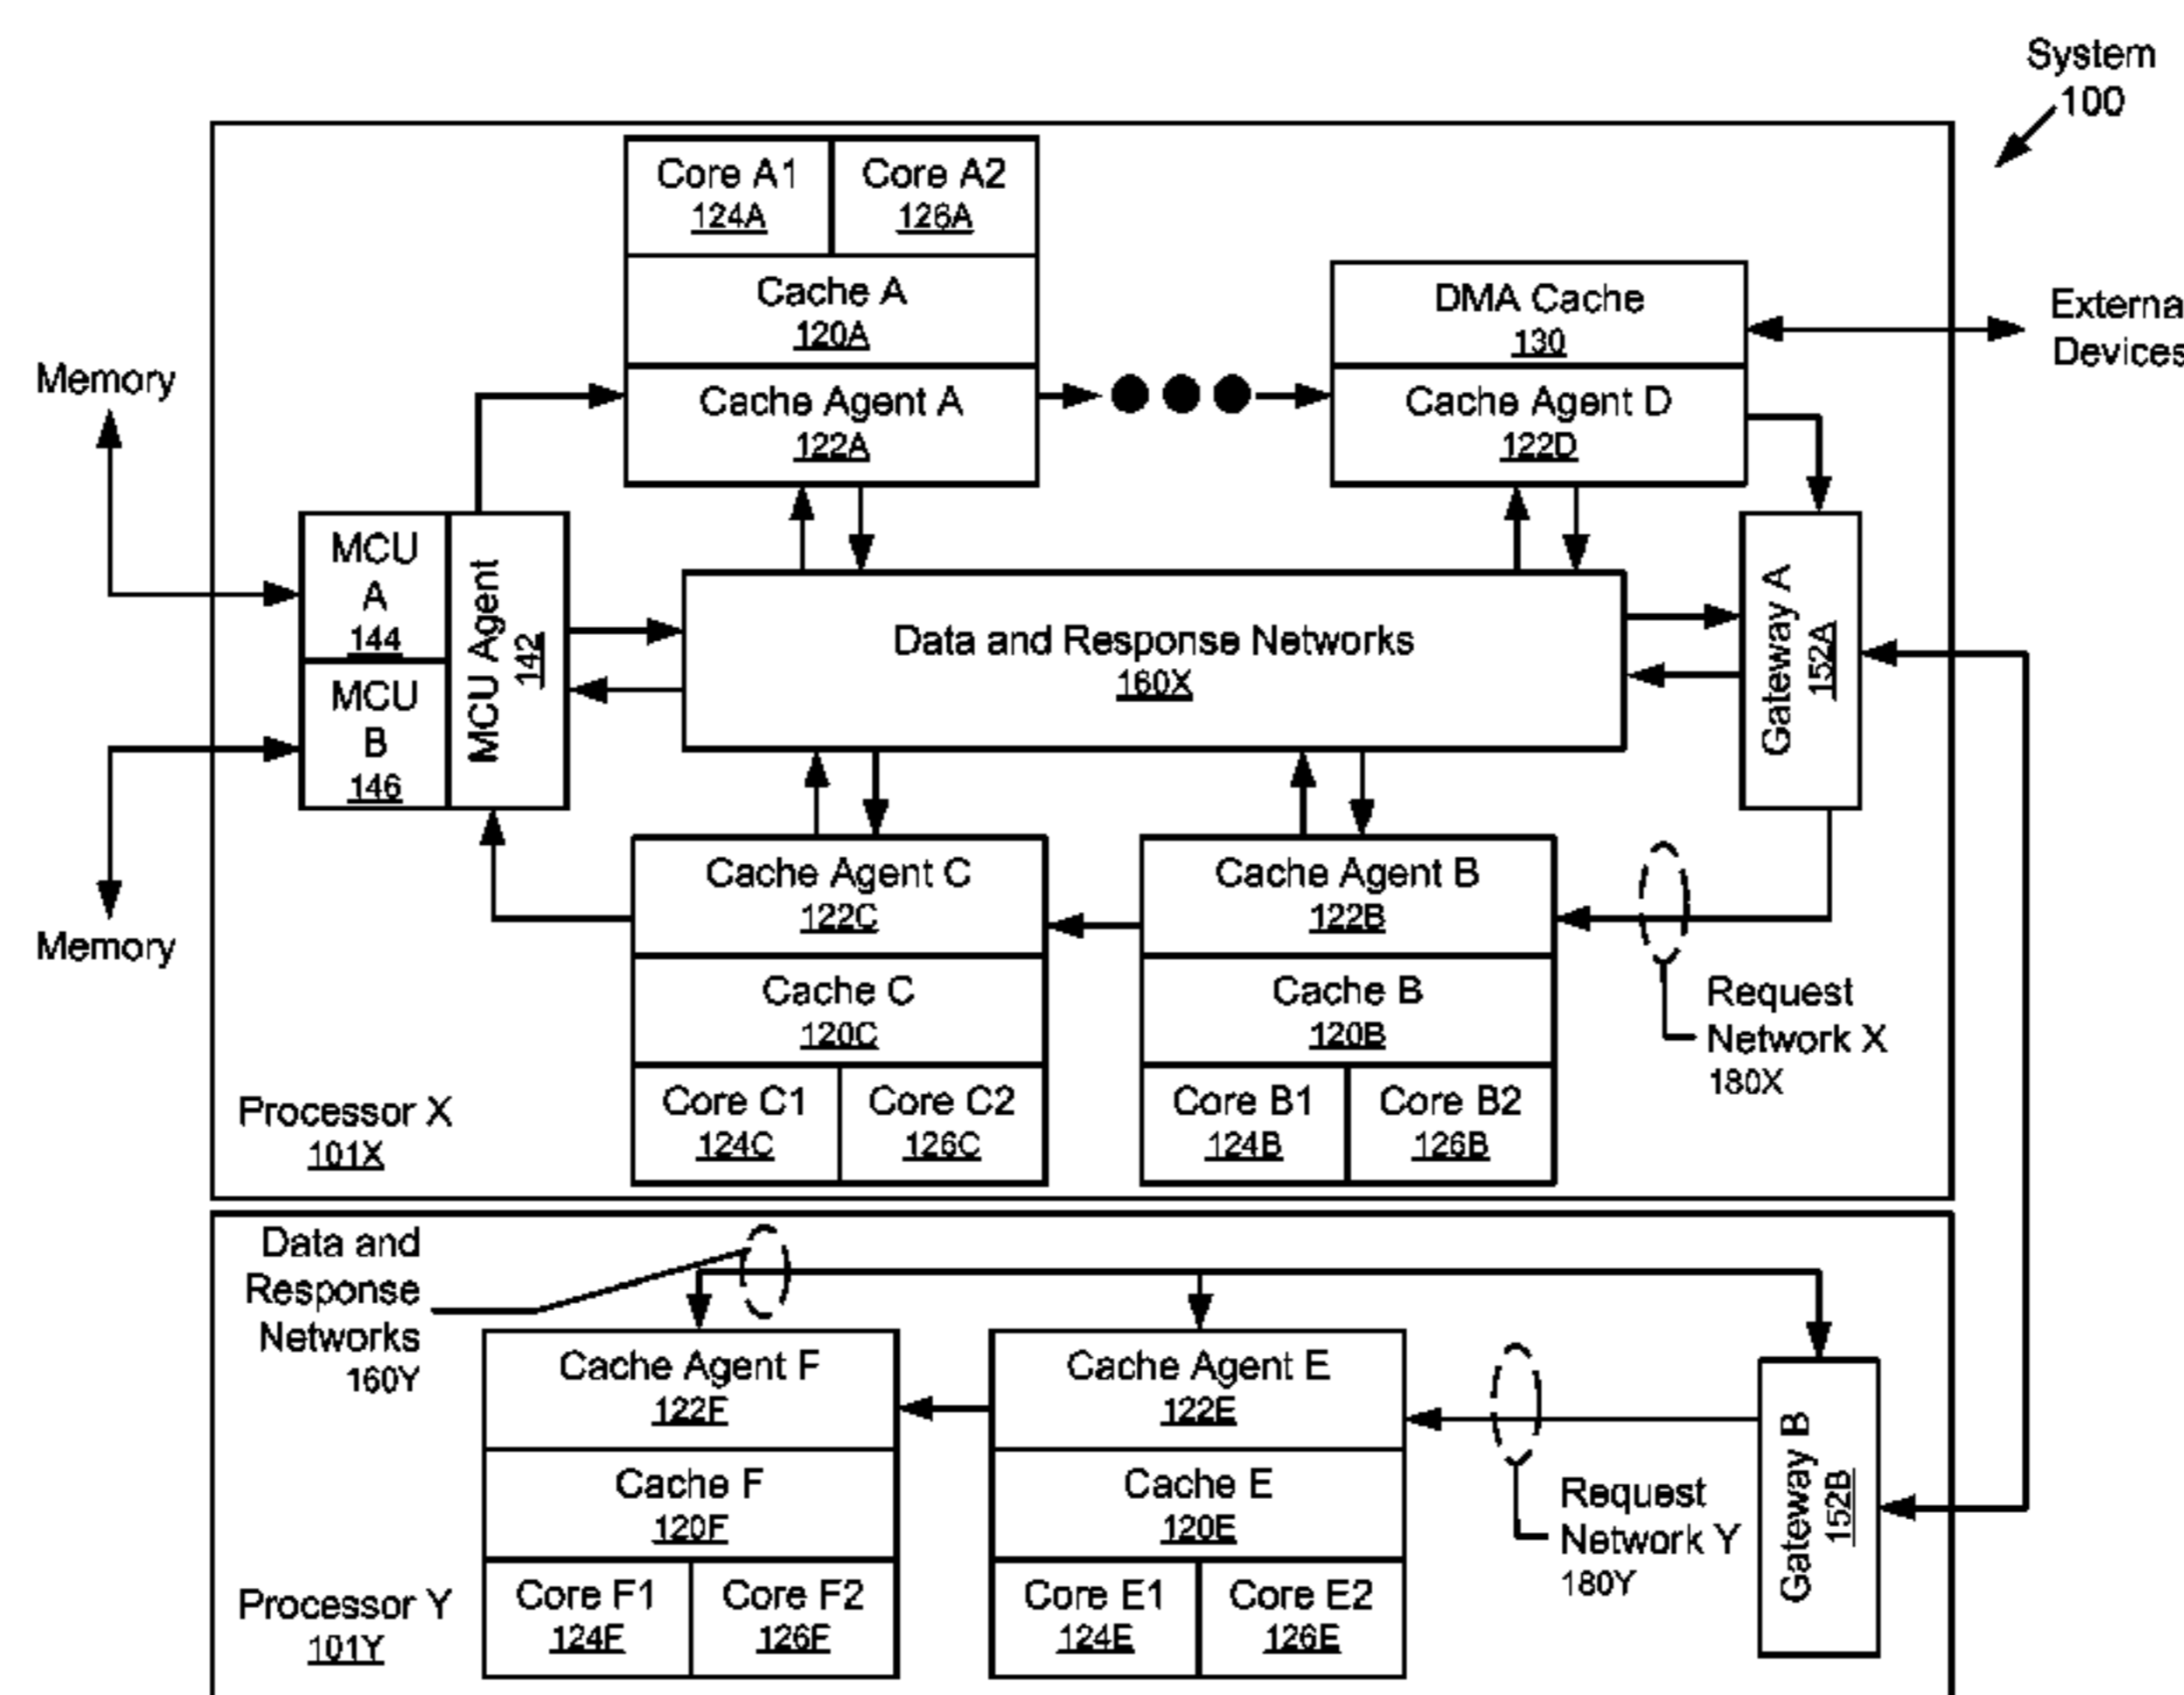 System
100
Core A1
124A
Core A2
126A
Cache A
120A
Cache Agent A
122A
DMA Cache
130
Cache Agent D
122D
Externa
Devices
Memory
MCU
A
144
MCU
B
146
MCU Agent
142
Data and Response Networks
160X
Gateway A
152A
Memory
Cache Agent C
122C
Cache C
120C
Core C1
124C
Core C2
126C
Cache Agent B
122B
Cache B
120B
Core B1
124B
Core B2
126B
Request
Network X
180X
Processor X
101X
Data and
Response
Networks
160Y
Cache Agent F
122F
Cache F
120F
Core F1
124F
Core F2
126F
Cache Agent E
122E
Cache E
120E
Core E1
124E
Core E2
126E
Request
Network Y
180Y
Gateway B
152B
Processor Y
101Y